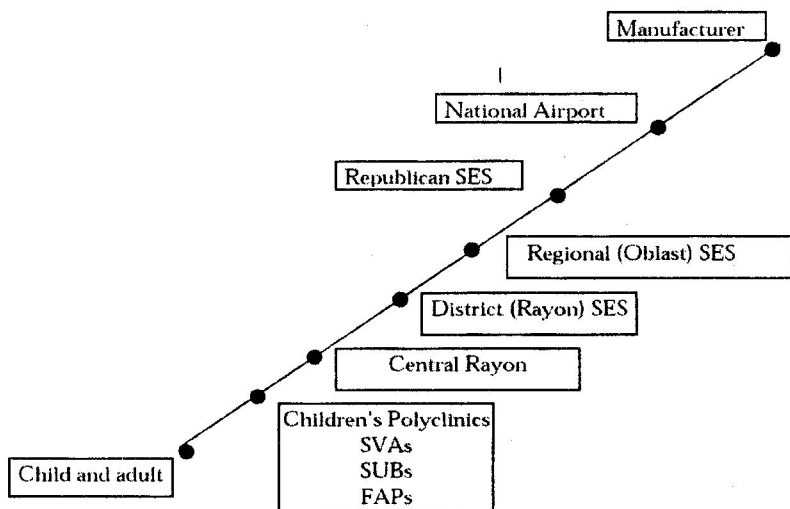 Manufacturer
National Airport
Republican SES
Regional (Oblast) SES
District (Rayon) SES
Central Rayon
Children's Polyclinics
SVAs
SUBs
FAPs
Child and adult